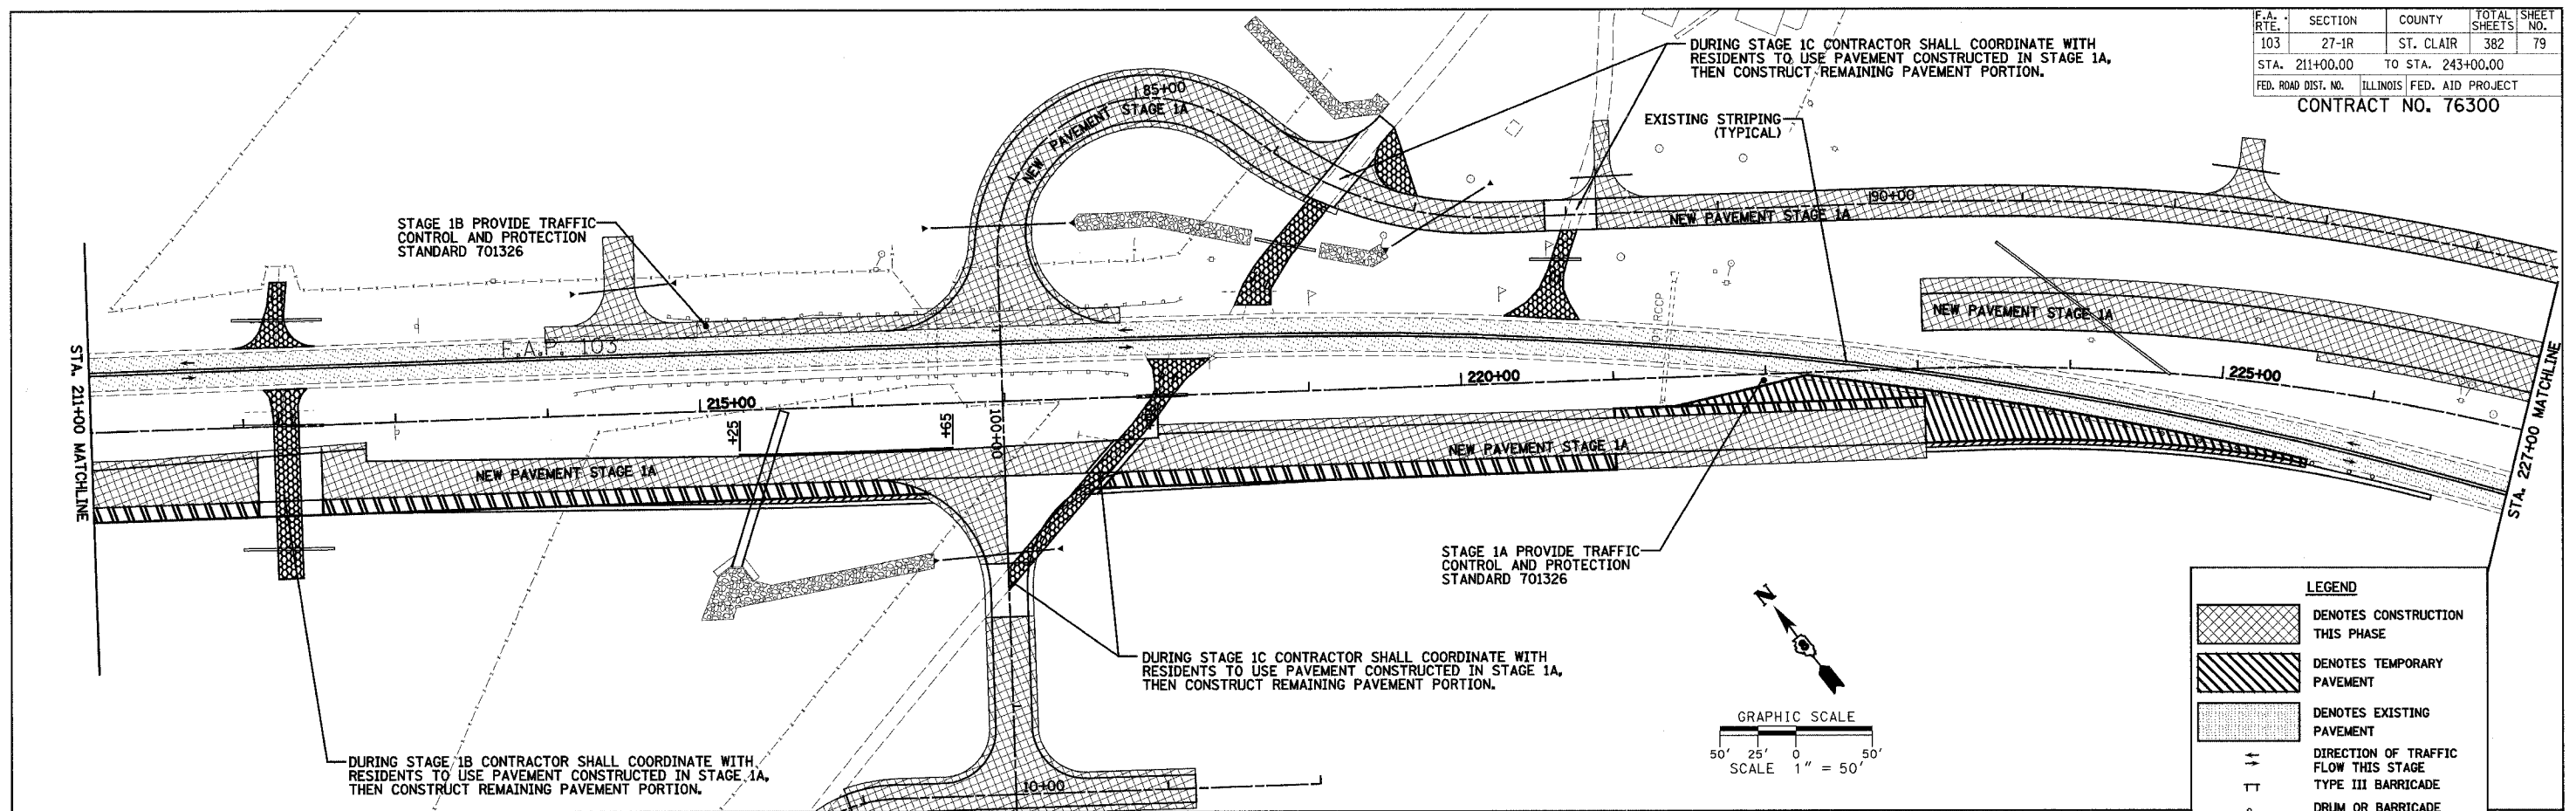 F.A. RTE. SECTION COUNTY TOTAL SHEETS SHEET NO.
103 27-1R ST. CLAIR 382 79
STA. 211+00.00 TO STA. 243+00.00
FED. ROAD DIST. NO. ILLINOIS FED. AID PROJECT
CONTRACT NO. 76300
DURING STAGE 1C CONTRACTOR SHALL COORDINATE WITH
RESIDENTS TO USE PAVEMENT CONSTRUCTED IN STAGE 1A,
THEN CONSTRUCT REMAINING PAVEMENT PORTION.
EXISTING STRIPING
(TYPICAL)
85+00
NEW PAVEMENT STAGE 1A
90+00
NEW PAVEMENT STAGE 1A
STAGE 1B PROVIDE TRAFFIC
CONTROL AND PROTECTION
STANDARD 701326
NEW PAVEMENT STAGE 1A
RCCP
F.A.P. 103
STA. 211+00 MATCHLINE
215+00
220+00
225+00
STA. 227+00 MATCHLINE
+25
+65
100+00
NEW PAVEMENT STAGE 1A
NEW PAVEMENT STAGE 1A
STAGE 1A PROVIDE TRAFFIC
CONTROL AND PROTECTION
STANDARD 701326
N
DURING STAGE 1C CONTRACTOR SHALL COORDINATE WITH
RESIDENTS TO USE PAVEMENT CONSTRUCTED IN STAGE 1A,
THEN CONSTRUCT REMAINING PAVEMENT PORTION.
GRAPHIC SCALE
50' 25' 0 50'
SCALE 1" = 50'
DURING STAGE 1B CONTRACTOR SHALL COORDINATE WITH
RESIDENTS TO USE PAVEMENT CONSTRUCTED IN STAGE 1A,
THEN CONSTRUCT REMAINING PAVEMENT PORTION.
10+00
LEGEND
DENOTES CONSTRUCTION
THIS PHASE
DENOTES TEMPORARY
PAVEMENT
DENOTES EXISTING
PAVEMENT
DIRECTION OF TRAFFIC
FLOW THIS STAGE
TYPE III BARRICADE
DRUM OR BARRICADE